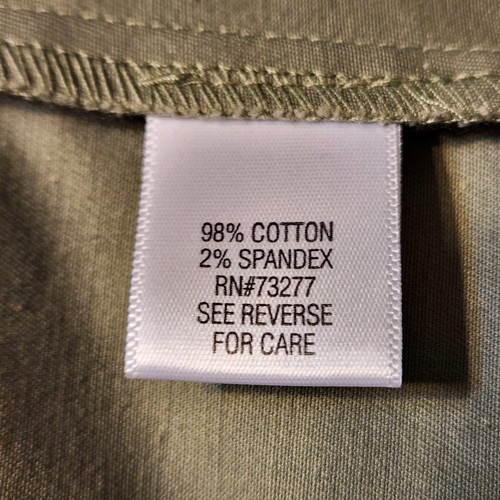 98% COTTON
2% SPANDEX
RN#73277
SEE REVERSE
FOR CARE